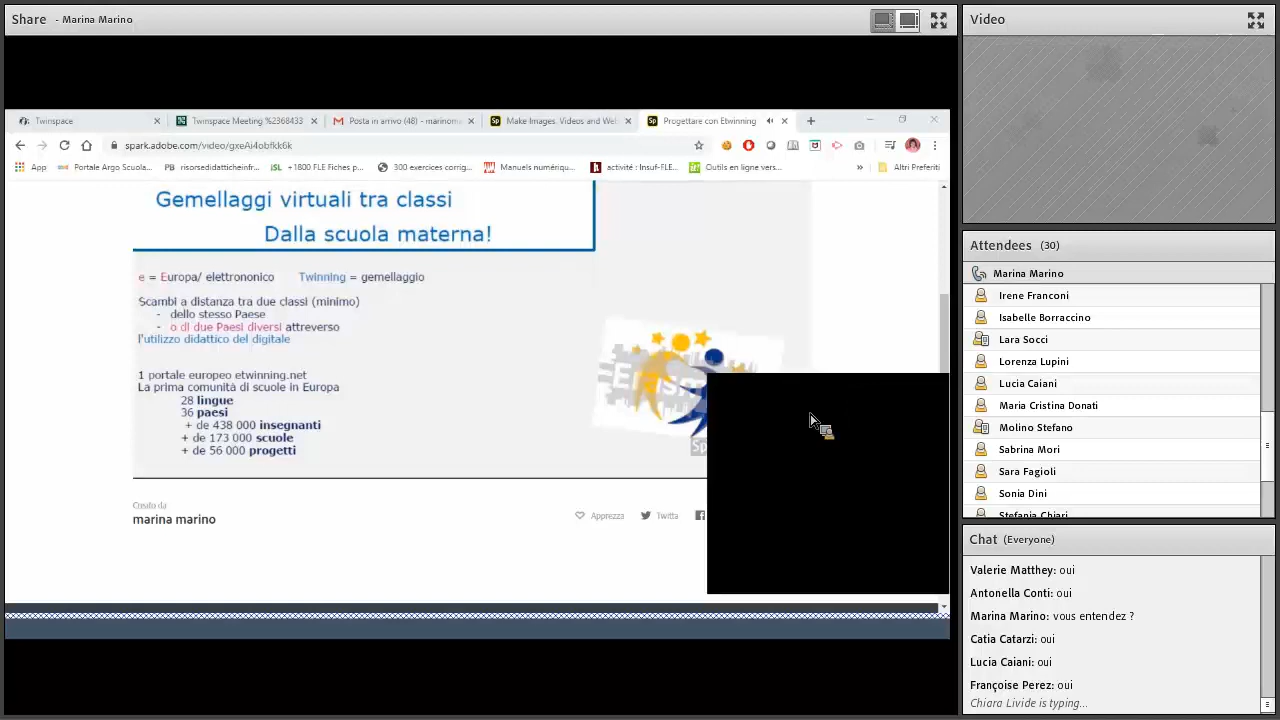 Share - Marina Marino
Twinspace
Twinspace Meeting %2368433
Posta in arrivo (48) - marinom
Make Images, Videos and Web
Progettare con Etwinning
spark.adobe.com/video/gxeAi4obfkk6k
App
Portale Argo Scuola...
risorsedidatticheinfr...
+1800 FLE Fiches p...
300 exercices corrig...
Manuels numériqu...
activité : Insuf-FLE...
Outils en ligne vers...
»
Altri Preferiti
Gemellaggi virtuali tra classi
Dalla scuola materna!
e = Europa/ elettrononico Twinning = gemellaggio
Scambi a distanza tra due classi (minimo)
- dello stesso Paese
- o di due Paesi diversi attreverso
l'utilizzo didattico del digitale
1 portale europeo etwinning.net
La prima comunità di scuole in Europa
28 lingue
36 paesi
+ de 438 000 insegnanti
+ de 173 000 scuole
+ de 56 000 progetti
Sp
Creato da
marina marino
Apprezza
Twitta
Video
Attendees (30)
Marina Marino
Irene Franconi
Isabelle Borraccino
Lara Socci
Lorenza Lupini
Lucia Caiani
Maria Cristina Donati
Molino Stefano
Sabrina Mori
Sara Fagioli
Sonia Dini
Stefania Chiari
Chat (Everyone)
Valerie Matthey: oui
Antonella Conti: oui
Marina Marino: vous entendez ?
Catia Catarzi: oui
Lucia Caiani: oui
Françoise Perez: oui
Chiara Livide is typing...